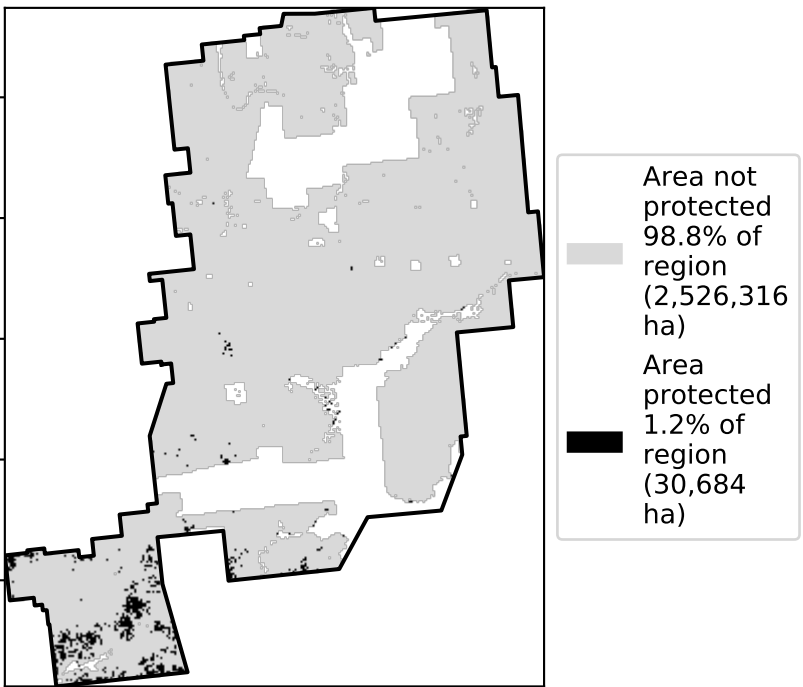 Area not
protected
98.8% of
region
(2,526,316
ha)
Area
protected
1.2% of
region
(30,684
ha)